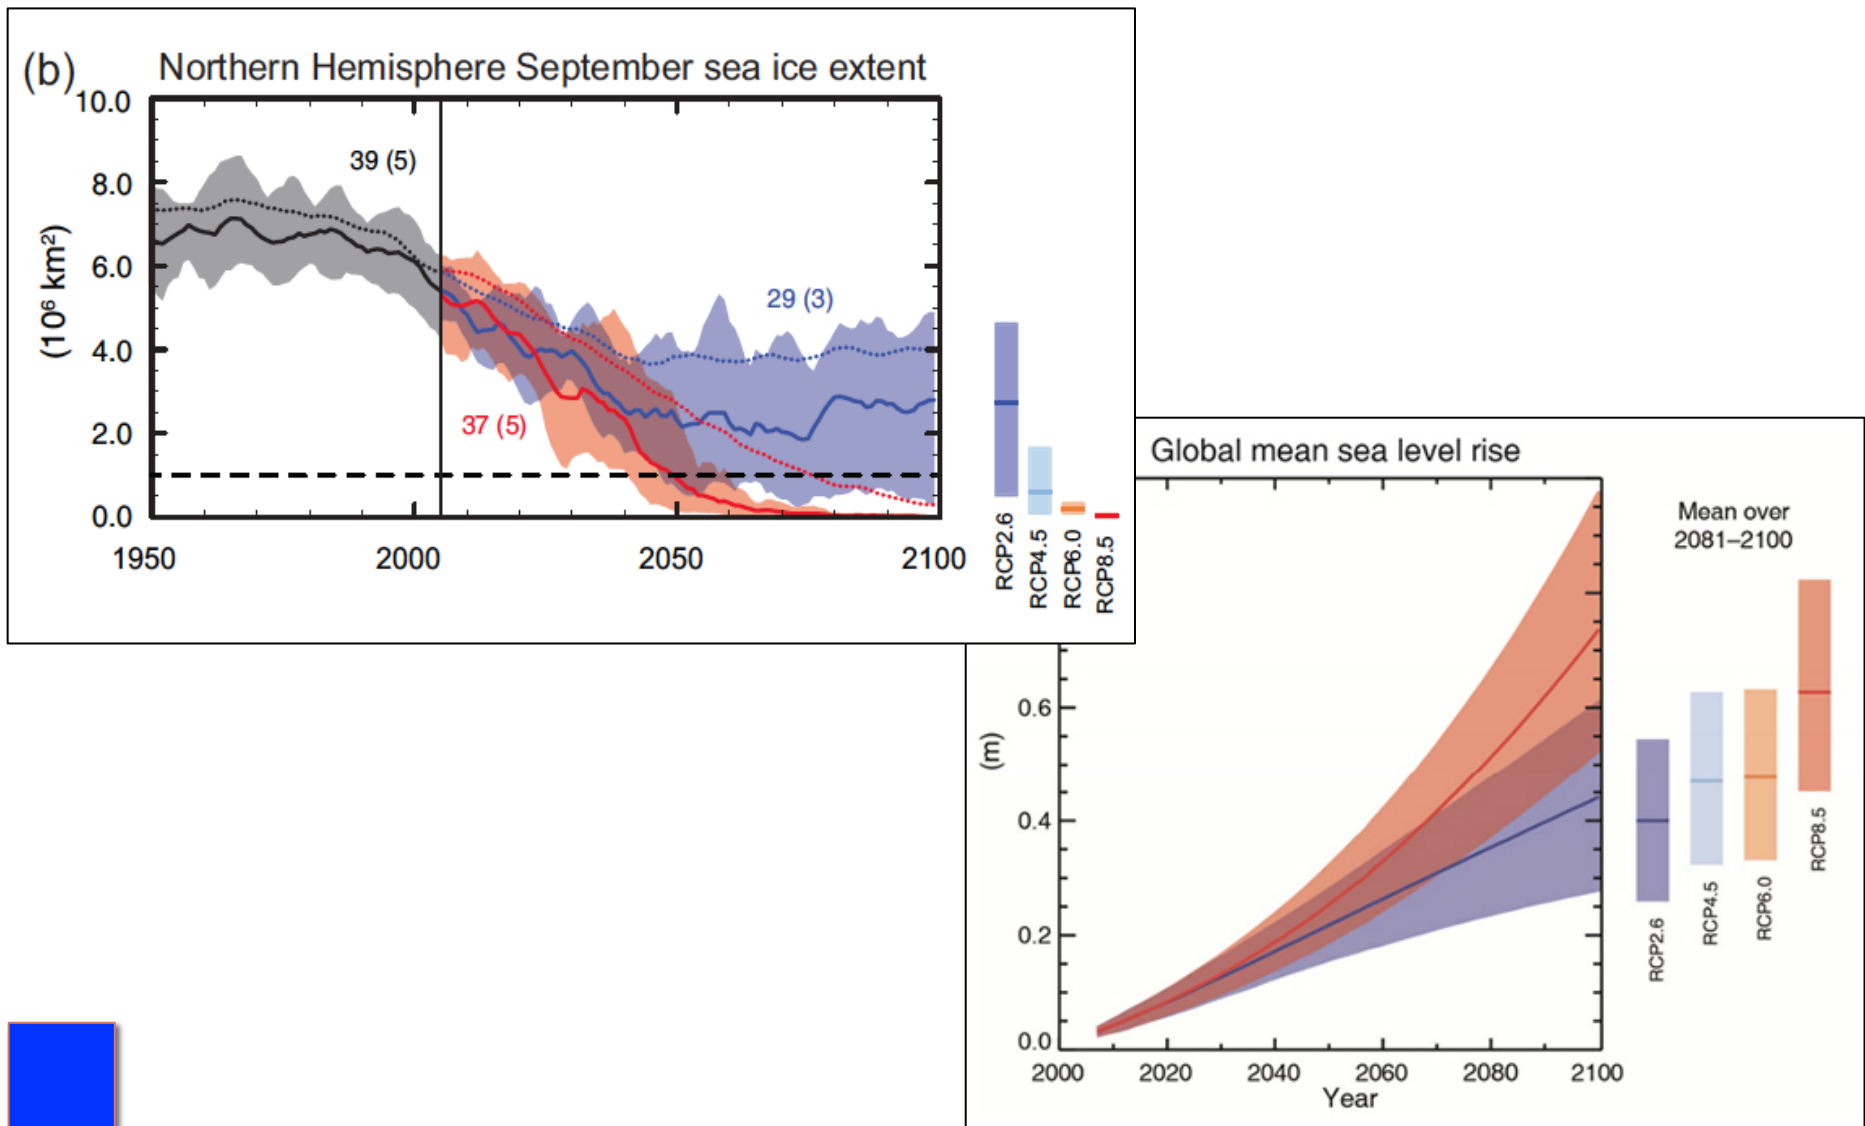 (b) Northern Hemisphere September sea ice extent
10.0
8.0
6.0
4.0
2.0
0.0
(10⁶ km²)
39 (5)
29 (3)
37 (5)
1950 2000 2050 2100
RCP2.6
RCP4.5
RCP6.0
RCP8.5
Global mean sea level rise
Mean over
2081–2100
0.6
0.4
0.2
0.0
(m)
RCP2.6
RCP4.5
RCP6.0
RCP8.5
2000 2020 2040 2060 2080 2100
Year